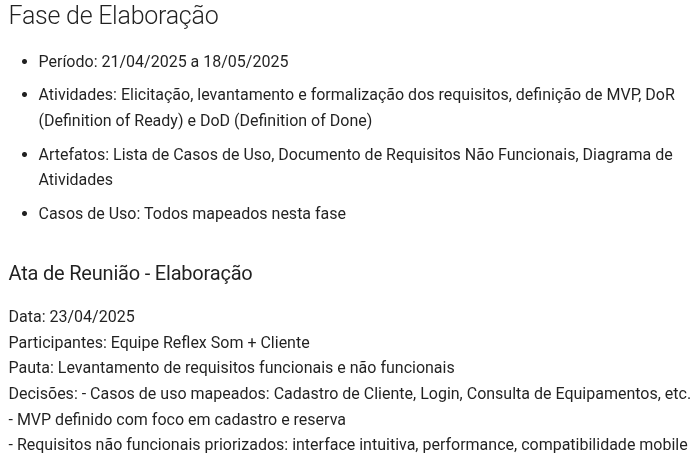 Fase de Elaboração
• Período: 21/04/2025 a 18/05/2025
• Atividades: Elicitação, levantamento e formalização dos requisitos, definição de MVP, DoR
(Definition of Ready) e DoD (Definition of Done)
• Artefatos: Lista de Casos de Uso, Documento de Requisitos Não Funcionais, Diagrama de
Atividades
• Casos de Uso: Todos mapeados nesta fase
Ata de Reunião - Elaboração
Data: 23/04/2025
Participantes: Equipe Reflex Som + Cliente
Pauta: Levantamento de requisitos funcionais e não funcionais
Decisões: - Casos de uso mapeados: Cadastro de Cliente, Login, Consulta de Equipamentos, etc.
- MVP definido com foco em cadastro e reserva
- Requisitos não funcionais priorizados: interface intuitiva, performance, compatibilidade mobile